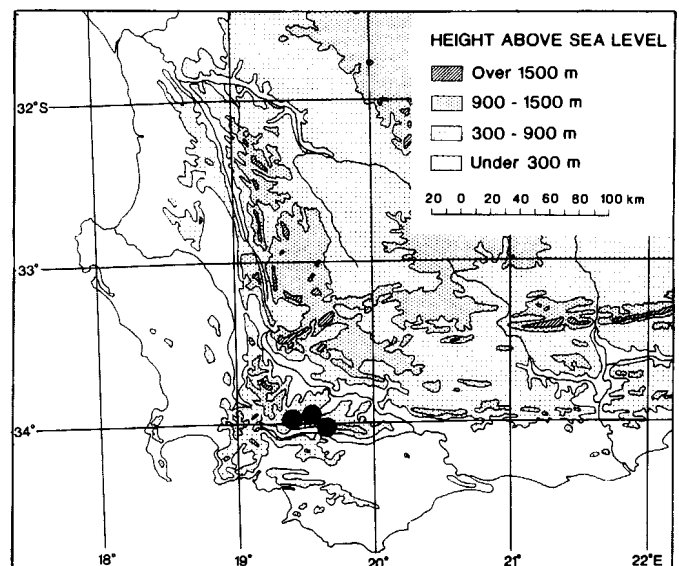 HEIGHT ABOVE SEA LEVEL
Over 1500 m
900 - 1500 m
300 - 900 m
Under 300 m
20 0 20 40 60 80 100 km
32°S
33°
34°
18° 19° 20° 21° 22°E